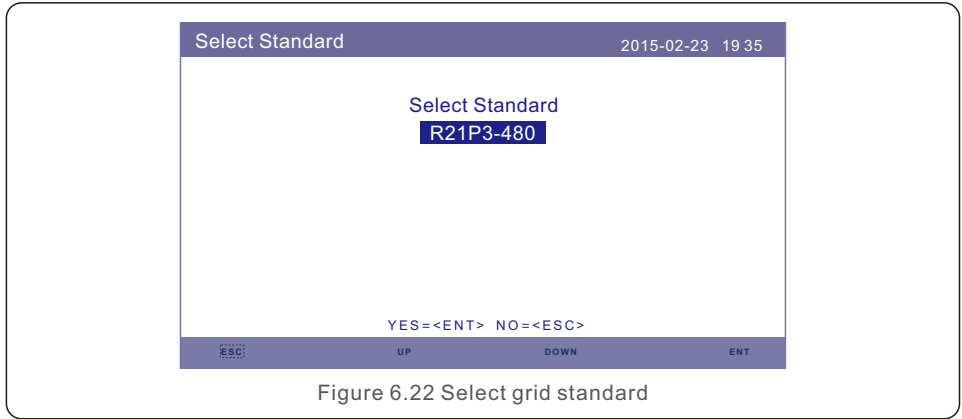 Select Standard 2015-02-23 19 35
Select Standard
R21P3-480
YES=<ENT> NO=<ESC>
ESC UP DOWN ENT
Figure 6.22 Select grid standard